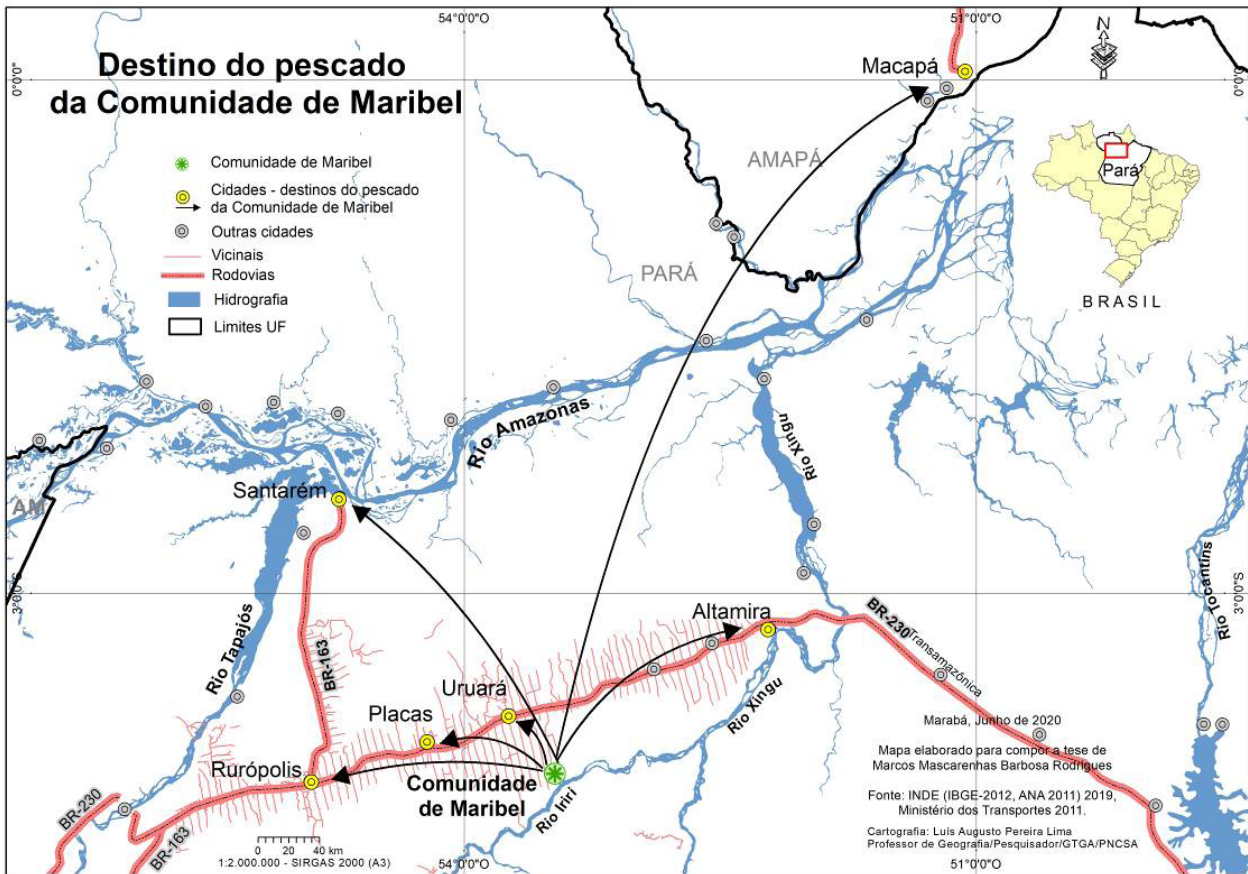 54°0'0"O
51°0'0"O
Destino do pescado
da Comunidade de Maribel
Macapá
N
0°0'0"
0°0'0"
Comunidade de Maribel
Cidades - destinos do pescado
da Comunidade de Maribel
Outras cidades
Vicinais
Rodovias
Hidrografia
Limites UF
AMAPÁ
Pará
PARÁ
BRASIL
Rio Amazonas
Rio Xingu
Santarém
AM
3°0'0"S
3°0'0"S
Rio Tapajós
BR-163
Altamira
BR-230
Transamazônica
Rio Tocantins
Uruará
Rio Xingu
Placas
Rurópolis
Comunidade
de Maribel
Rio Iriri
BR-230
BR-163
Marabá, Junho de 2020
Mapa elaborado para compor a tese de
Marcos Mascarenhas Barbosa Rodrigues
Fonte: INDE (IBGE-2012, ANA 2011) 2019,
Ministério dos Transportes 2011.
Cartografia: Luís Augusto Pereira Lima
Professor de Geografia/Pesquisador/GTGA/PNCSA
0 20 40 km
1:2.000.000 - SIRGAS 2000 (A3)
54°0'0"O
51°0'0"O